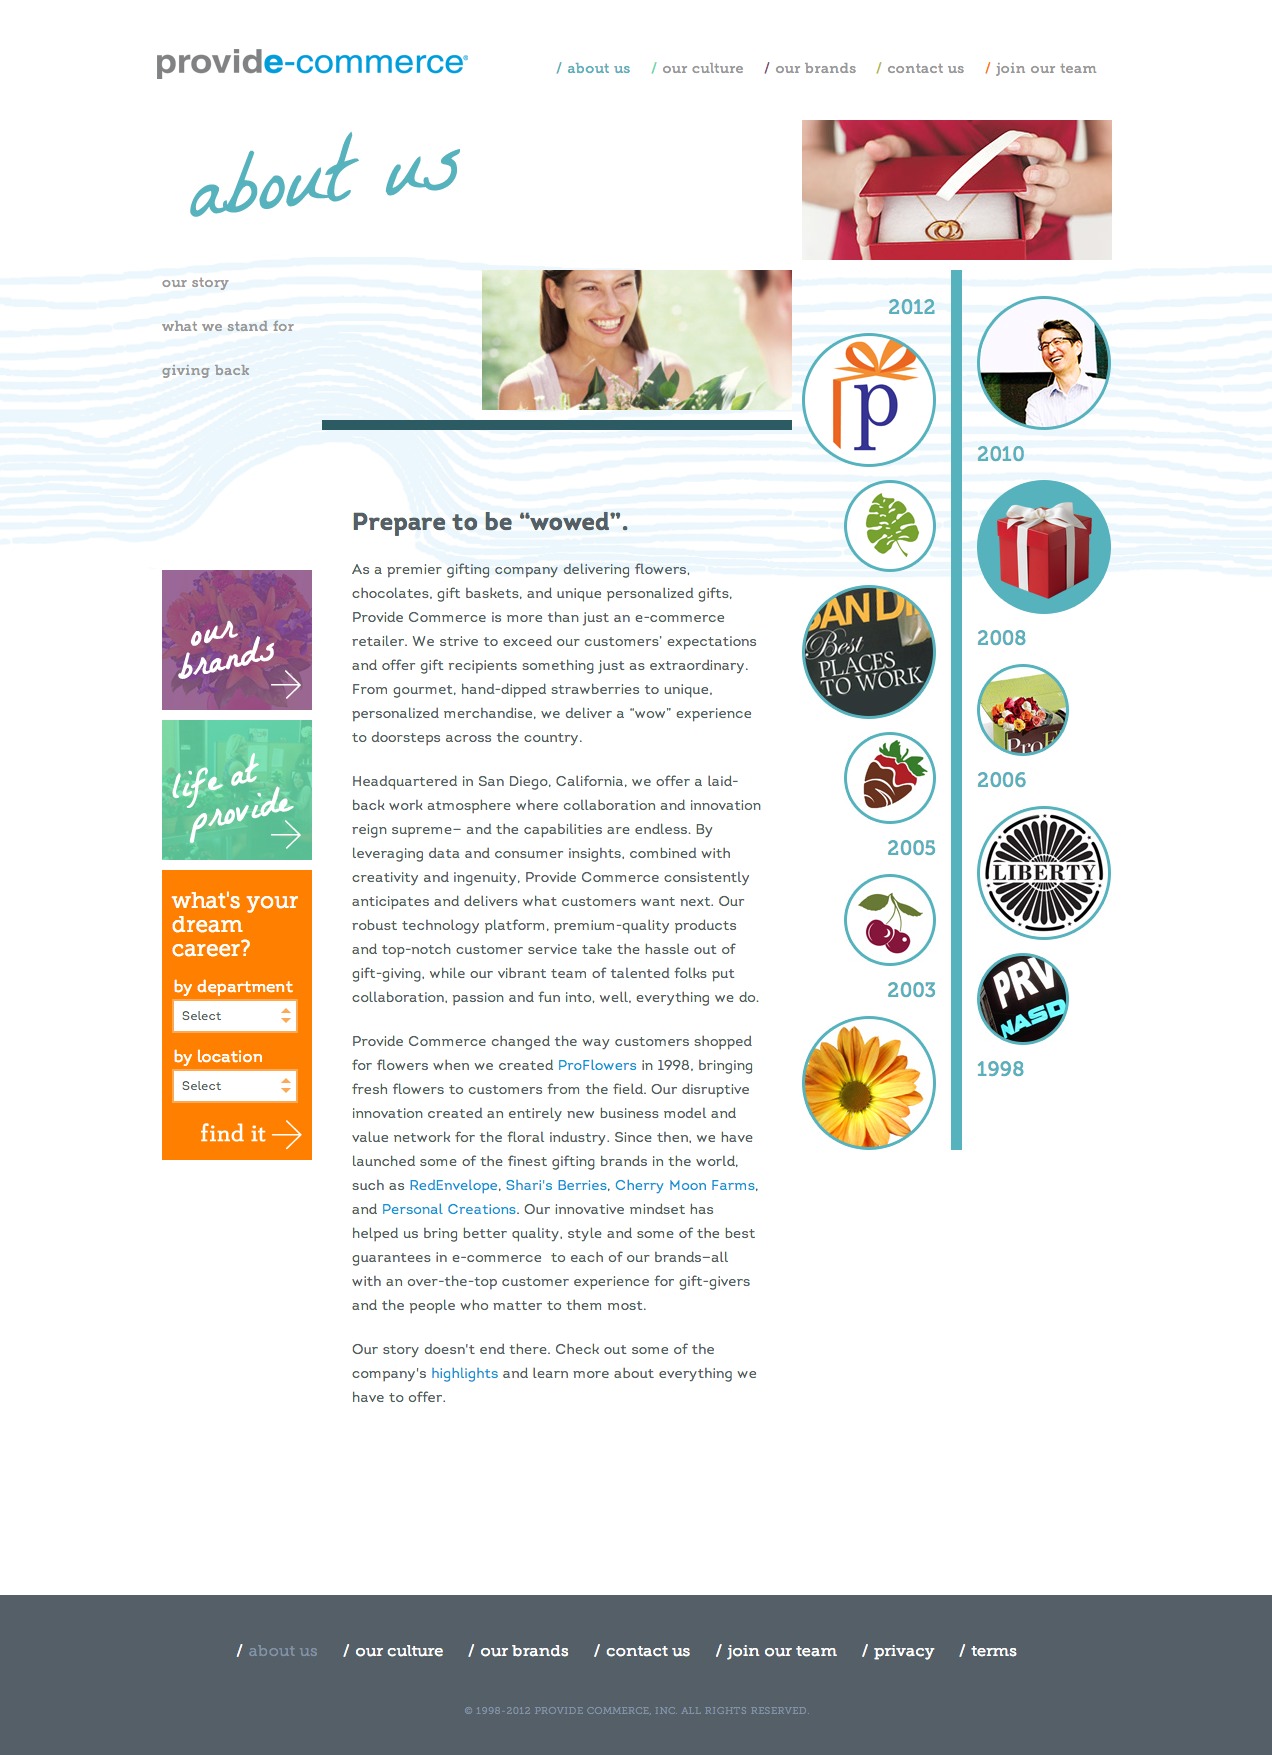 provide-commerce®
/ about us / our culture / our brands / contact us / join our team
about us
our story
what we stand for
giving back
Prepare to be “wowed”.
As a premier gifting company delivering flowers,
chocolates, gift baskets, and unique personalized gifts,
Provide Commerce is more than just an e-commerce
retailer. We strive to exceed our customers' expectations
and offer gift recipients something just as extraordinary.
From gourmet, hand-dipped strawberries to unique,
personalized merchandise, we deliver a “wow” experience
to doorsteps across the country.
Headquartered in San Diego, California, we offer a laid-
back work atmosphere where collaboration and innovation
reign supreme– and the capabilities are endless. By
leveraging data and consumer insights, combined with
creativity and ingenuity, Provide Commerce consistently
anticipates and delivers what customers want next. Our
robust technology platform, premium-quality products
and top-notch customer service take the hassle out of
gift-giving, while our vibrant team of talented folks put
collaboration, passion and fun into, well, everything we do.
Provide Commerce changed the way customers shopped
for flowers when we created ProFlowers in 1998, bringing
fresh flowers to customers from the field. Our disruptive
innovation created an entirely new business model and
value network for the floral industry. Since then, we have
launched some of the finest gifting brands in the world,
such as RedEnvelope, Shari's Berries, Cherry Moon Farms,
and Personal Creations. Our innovative mindset has
helped us bring better quality, style and some of the best
guarantees in e-commerce to each of our brands–all
with an over-the-top customer experience for gift-givers
and the people who matter to them most.
Our story doesn't end there. Check out some of the
company's highlights and learn more about everything we
have to offer.
our
brands
life at
provide
what's your
dream
career?
by department
Select
by location
Select
find it
2012
p
2010
SAN DI
Best
PLACES
TO WORK
2008
ProF
2006
2005
LIBERTY
2003
PRV
NASD
1998
/ about us / our culture / our brands / contact us / join our team / privacy / terms
© 1998-2012 PROVIDE COMMERCE, INC. ALL RIGHTS RESERVED.